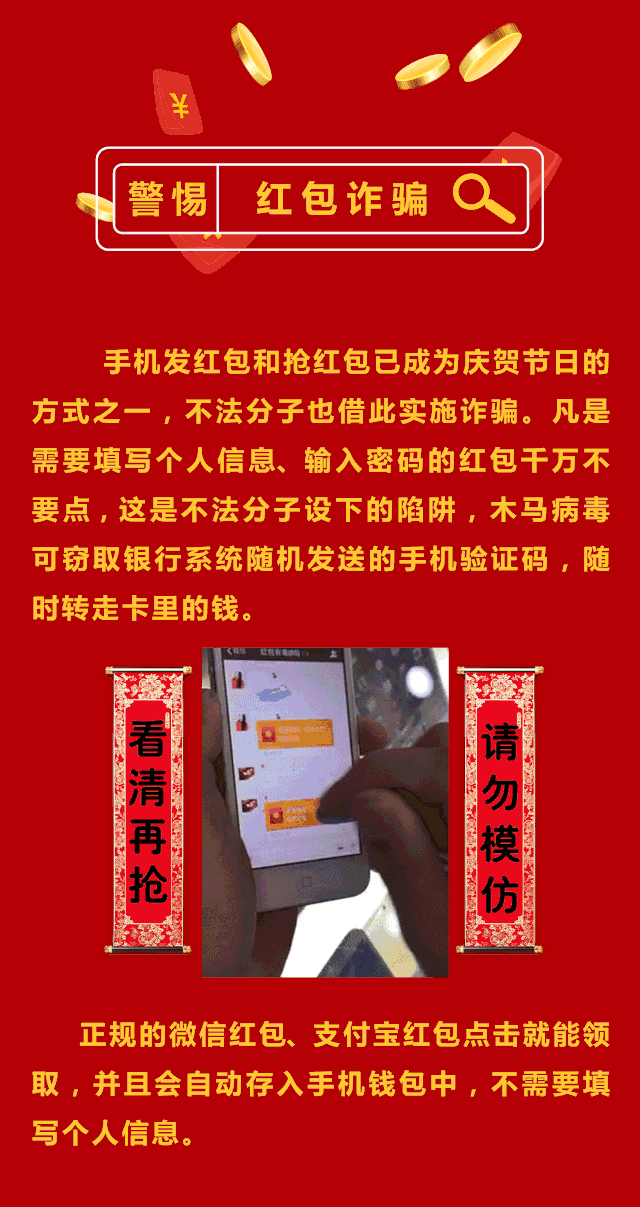 ¥
警惕 红包诈骗
手机发红包和抢红包已成为庆贺节日的
方式之一，不法分子也借此实施诈骗。凡是
需要填写个人信息、输入密码的红包千万不
要点，这是不法分子设下的陷阱，木马病毒
可窃取银行系统随机发送的手机验证码，随
时转走卡里的钱。
看清再抢
请勿模仿
正规的微信红包、支付宝红包点击就能领
取，并且会自动存入手机钱包中，不需要填
写个人信息。